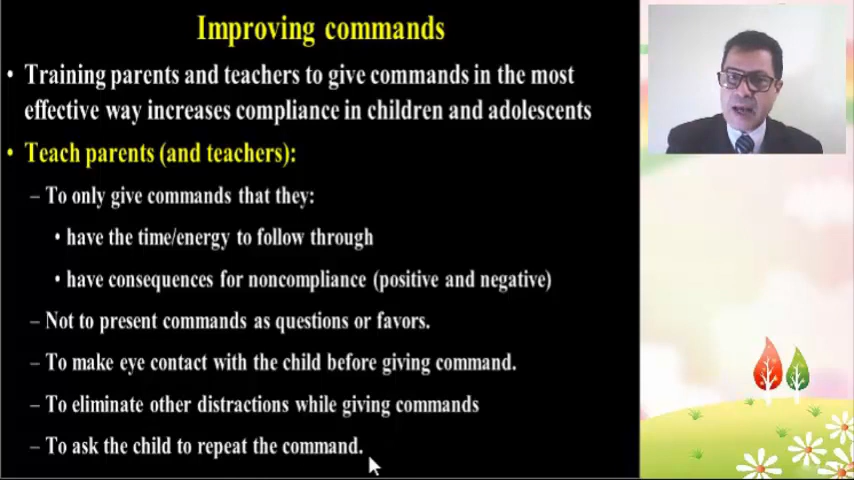 Improving commands
• Training parents and teachers to give commands in the most
effective way increases compliance in children and adolescents
• Teach parents (and teachers):
– To only give commands that they:
• have the time/energy to follow through
• have consequences for noncompliance (positive and negative)
– Not to present commands as questions or favors.
– To make eye contact with the child before giving command.
– To eliminate other distractions while giving commands
– To ask the child to repeat the command.